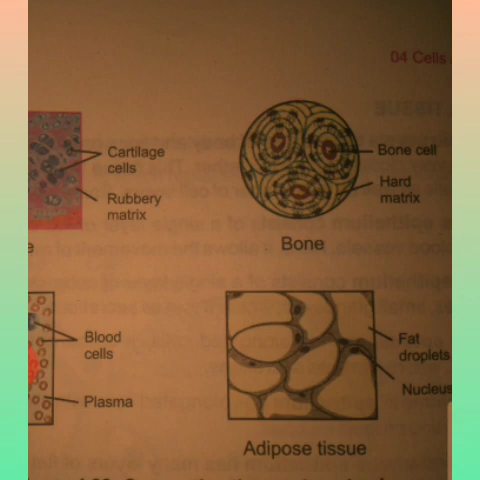 04 Cells
Cartilage
cells
Rubbery
matrix
Bone cell
Hard
matrix
Bone
Blood
cells
Plasma
Fat
droplets
Nucleus
Adipose tissue